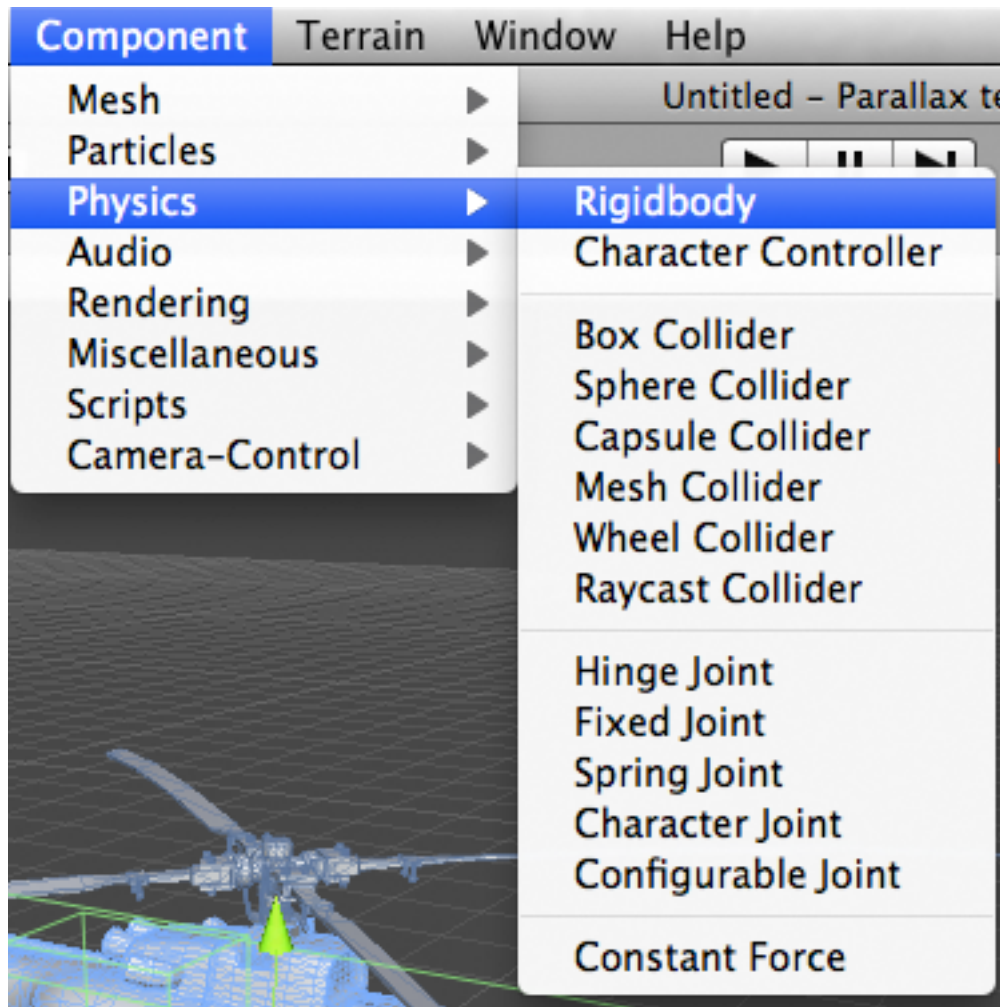 Component Terrain Window Help
Untitled – Parallax te
Mesh
Particles
Physics
Audio
Rendering
Miscellaneous
Scripts
Camera-Control
Rigidbody
Character Controller
Box Collider
Sphere Collider
Capsule Collider
Mesh Collider
Wheel Collider
Raycast Collider
Hinge Joint
Fixed Joint
Spring Joint
Character Joint
Configurable Joint
Constant Force